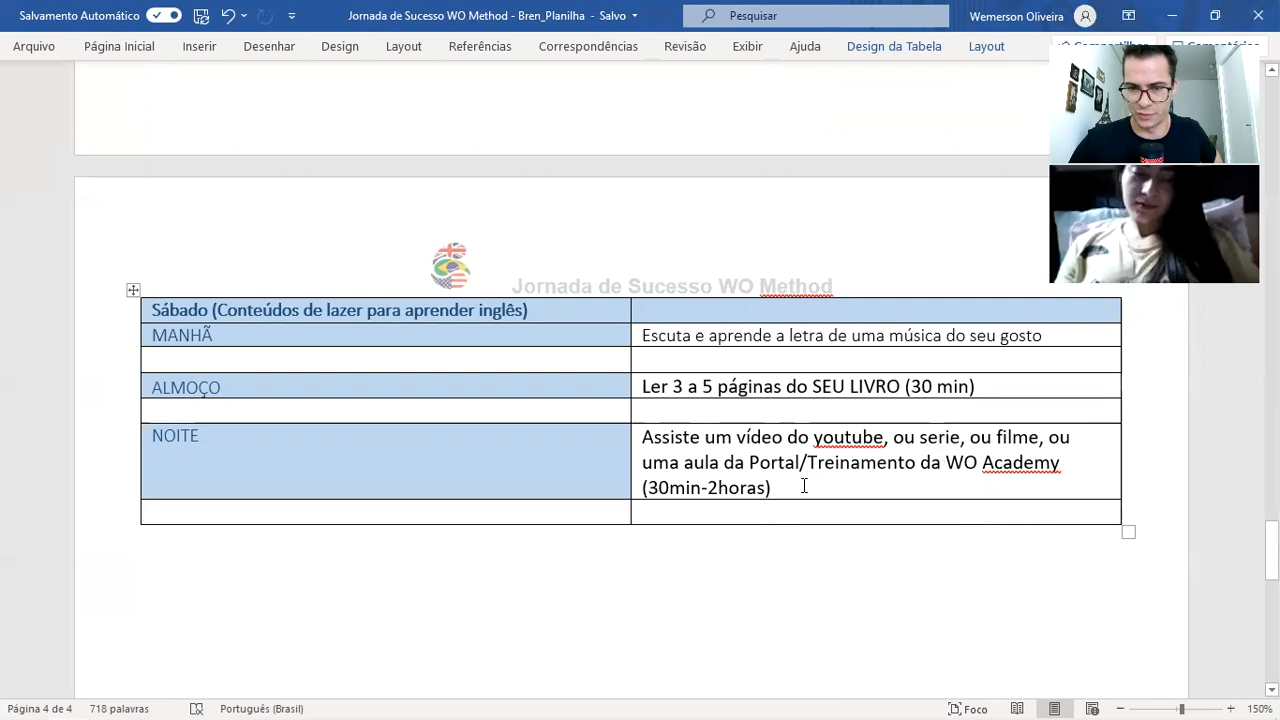 Salvamento Automático
Jornada de Sucesso WO Method - Bren_Planilha - Salvo
Pesquisar
Wemerson Oliveira
Arquivo
Página Inicial
Inserir
Desenhar
Design
Layout
Referências
Correspondências
Revisão
Exibir
Ajuda
Design da Tabela
Layout
Jornada de Sucesso WO Method
Sábado (Conteúdos de lazer para aprender inglês)
MANHÃ
Escuta e aprende a letra de uma música do seu gosto
ALMOÇO
Ler 3 a 5 páginas do SEU LIVRO (30 min)
NOITE
Assiste um vídeo do youtube, ou serie, ou filme, ou
uma aula da Portal/Treinamento da WO Academy
(30min-2horas)
Página 4 de 4
718 palavras
Português (Brasil)
Foco
150%